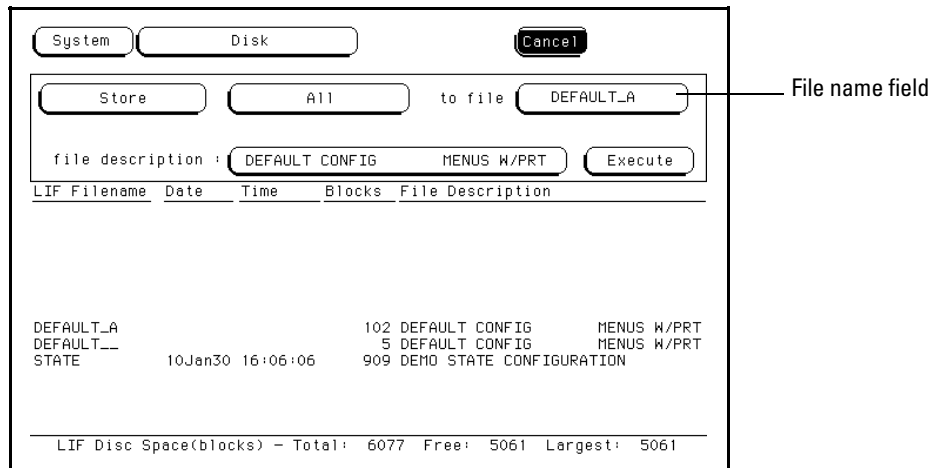 System Disk Cancel
Store All to file DEFAULT_A File name field
file description : DEFAULT CONFIG MENUS W/PRT Execute
LIF Filename Date Time Blocks File Description
DEFAULT_A 102 DEFAULT CONFIG MENUS W/PRT
DEFAULT__ 5 DEFAULT CONFIG MENUS W/PRT
STATE 10Jan30 16:06:06 909 DEMO STATE CONFIGURATION
LIF Disc Space(blocks) — Total: 6077 Free: 5061 Largest: 5061